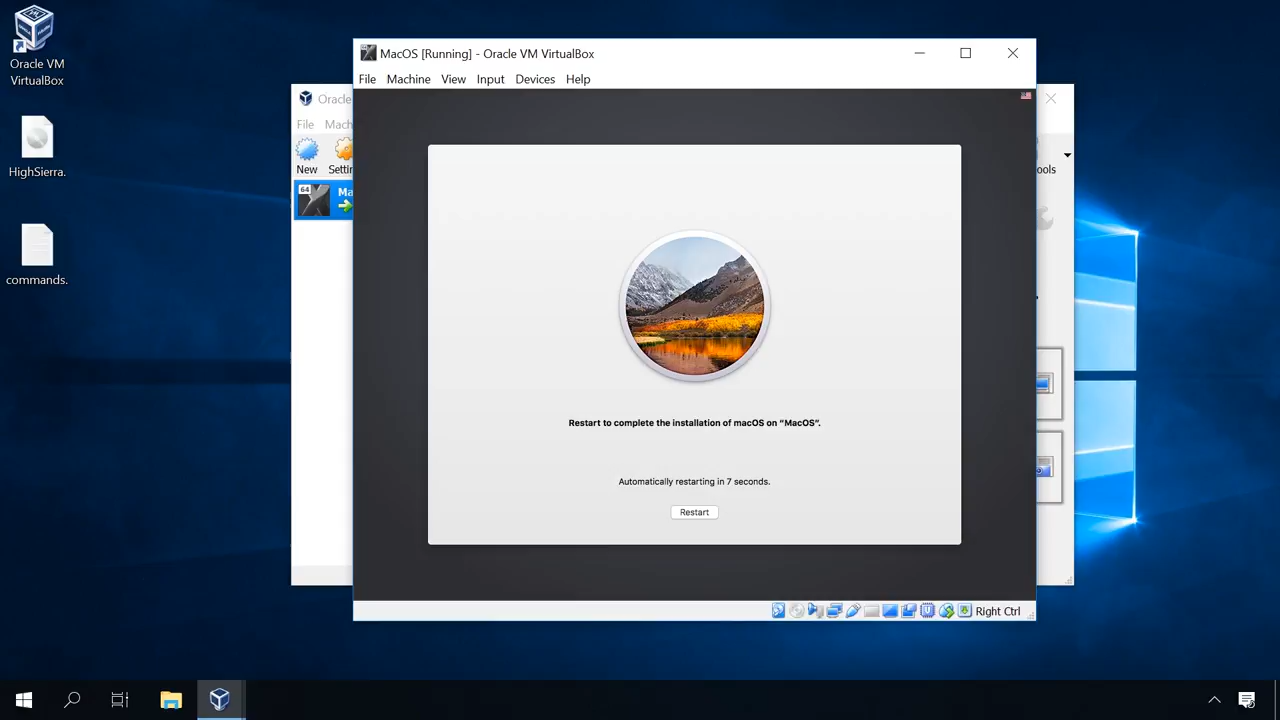 Oracle VM
VirtualBox
HighSierra.
commands.
Oracle
File Mach
New Settin
64
Ma
ools
MacOS [Running] - Oracle VM VirtualBox
File Machine View Input Devices Help
Restart to complete the installation of macOS on “MacOS”.
Automatically restarting in 7 seconds.
Restart
Right Ctrl